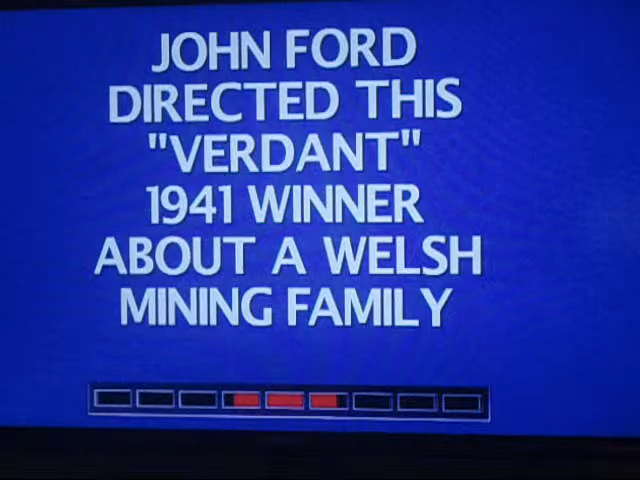 JOHN FORD
DIRECTED THIS
"VERDANT"
1941 WINNER
ABOUT A WELSH
MINING FAMILY